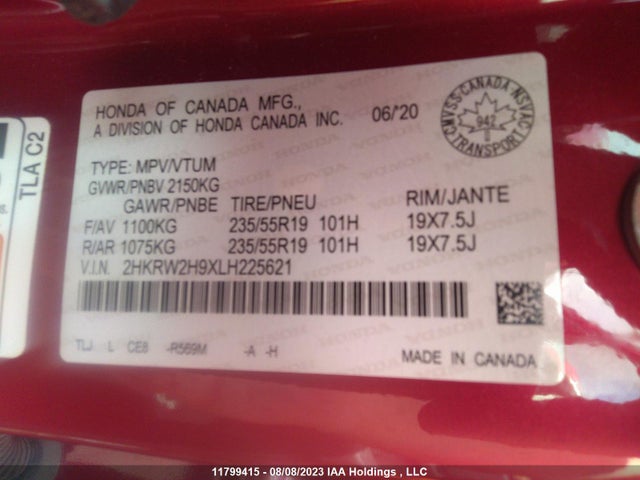 HONDA OF CANADA MFG.,
A DIVISION OF HONDA CANADA INC. 06/'20
CMVSS/CANADA/NSVAC
942
TRANSPORT
TLA C2
TYPE: MPV/VTUM
GVWR/PNBV 2150KG
GAWR/PNBE TIRE/PNEU RIM/JANTE
F/AV 1100KG 235/55R19 101H 19X7.5J
R/AR 1075KG 235/55R19 101H 19X7.5J
V.I.N. 2HKRW2H9XLH225621
TLJ L CE8 -R569M -A -H
MADE IN CANADA
11799415 - 08/08/2023 IAA Holdings , LLC